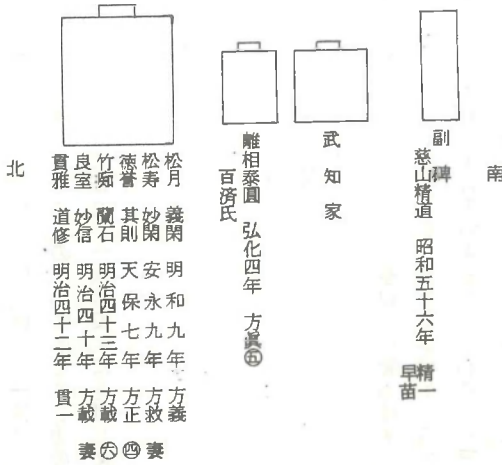 南
副碑
慈山精道　昭和五十六年　精一
早苗
武知家
離相泰圓　弘化四年　方眞㊄
百済氏
松月　義閑　明和九年　方義
松寿　妙閑　安永九年　方救　妻
徳誉　其則　天保七年　方正　㊃
竹痴　蘭石　明治四十三年　方載　㊅
良室　妙信　明治四十年　方載　妻
貫雅　道修　明治四十二年　貫一
北